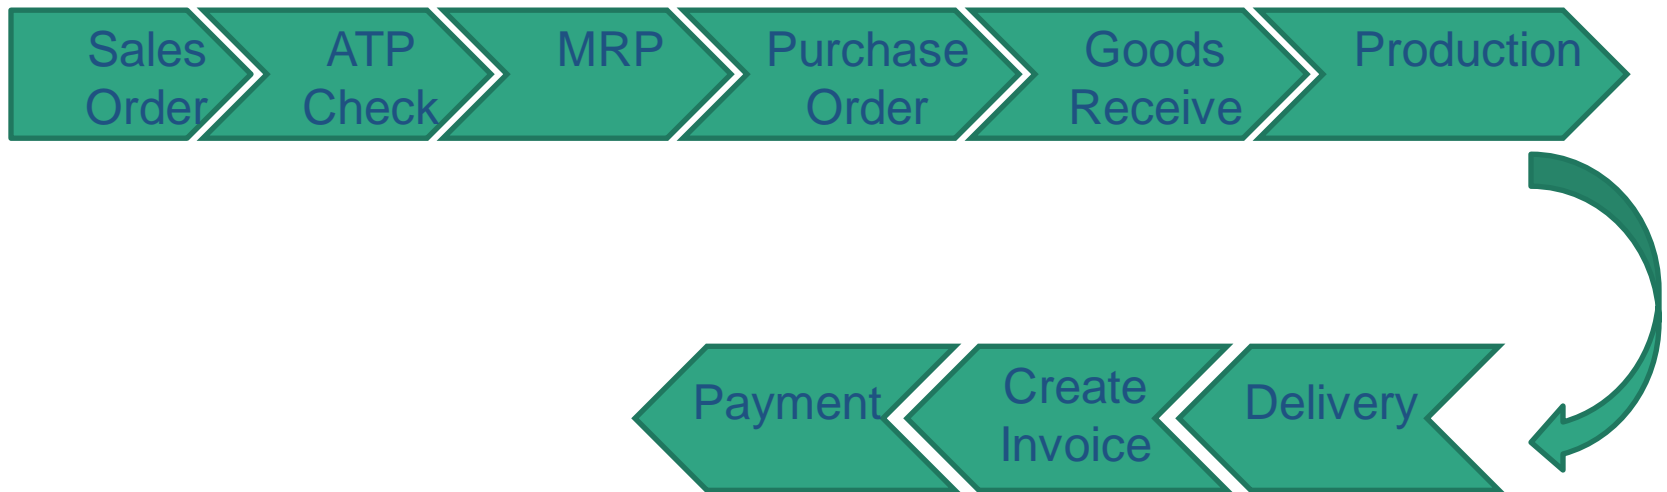 Sales
Order
ATP
Check
MRP
Purchase
Order
Goods
Receive
Production
Delivery
Create
Invoice
Payment